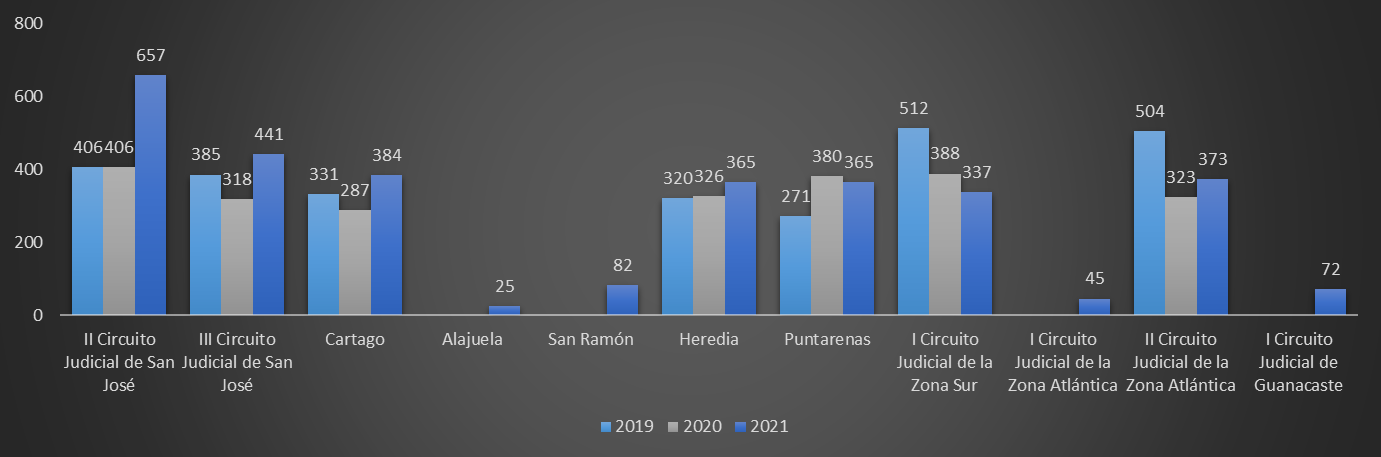 800
600
400
200
0
406 406 657
385 318 441
331 287 384
25
82
320 326 365
271 380 365
512 388 337
45
504 323 373
72
II Circuito
Judicial de San
José
III Circuito
Judicial de San
José
Cartago
Alajuela
San Ramón
Heredia
Puntarenas
I Circuito
Judicial de la
Zona Sur
I Circuito
Judicial de la
Zona Atlántica
II Circuito
Judicial de la
Zona Atlántica
I Circuito
Judicial de
Guanacaste
2019 2020 2021